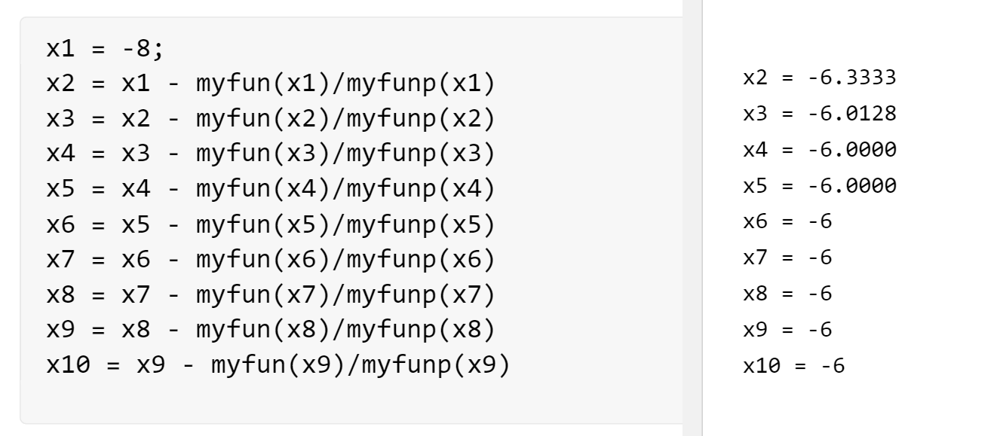 x1 = -8;
x2 = x1 - myfun(x1)/myfunp(x1)
x3 = x2 - myfun(x2)/myfunp(x2)
x4 = x3 - myfun(x3)/myfunp(x3)
x5 = x4 - myfun(x4)/myfunp(x4)
x6 = x5 - myfun(x5)/myfunp(x5)
x7 = x6 - myfun(x6)/myfunp(x6)
x8 = x7 - myfun(x7)/myfunp(x7)
x9 = x8 - myfun(x8)/myfunp(x8)
x10 = x9 - myfun(x9)/myfunp(x9)
x2 = -6.3333
x3 = -6.0128
x4 = -6.0000
x5 = -6.0000
x6 = -6
x7 = -6
x8 = -6
x9 = -6
x10 = -6